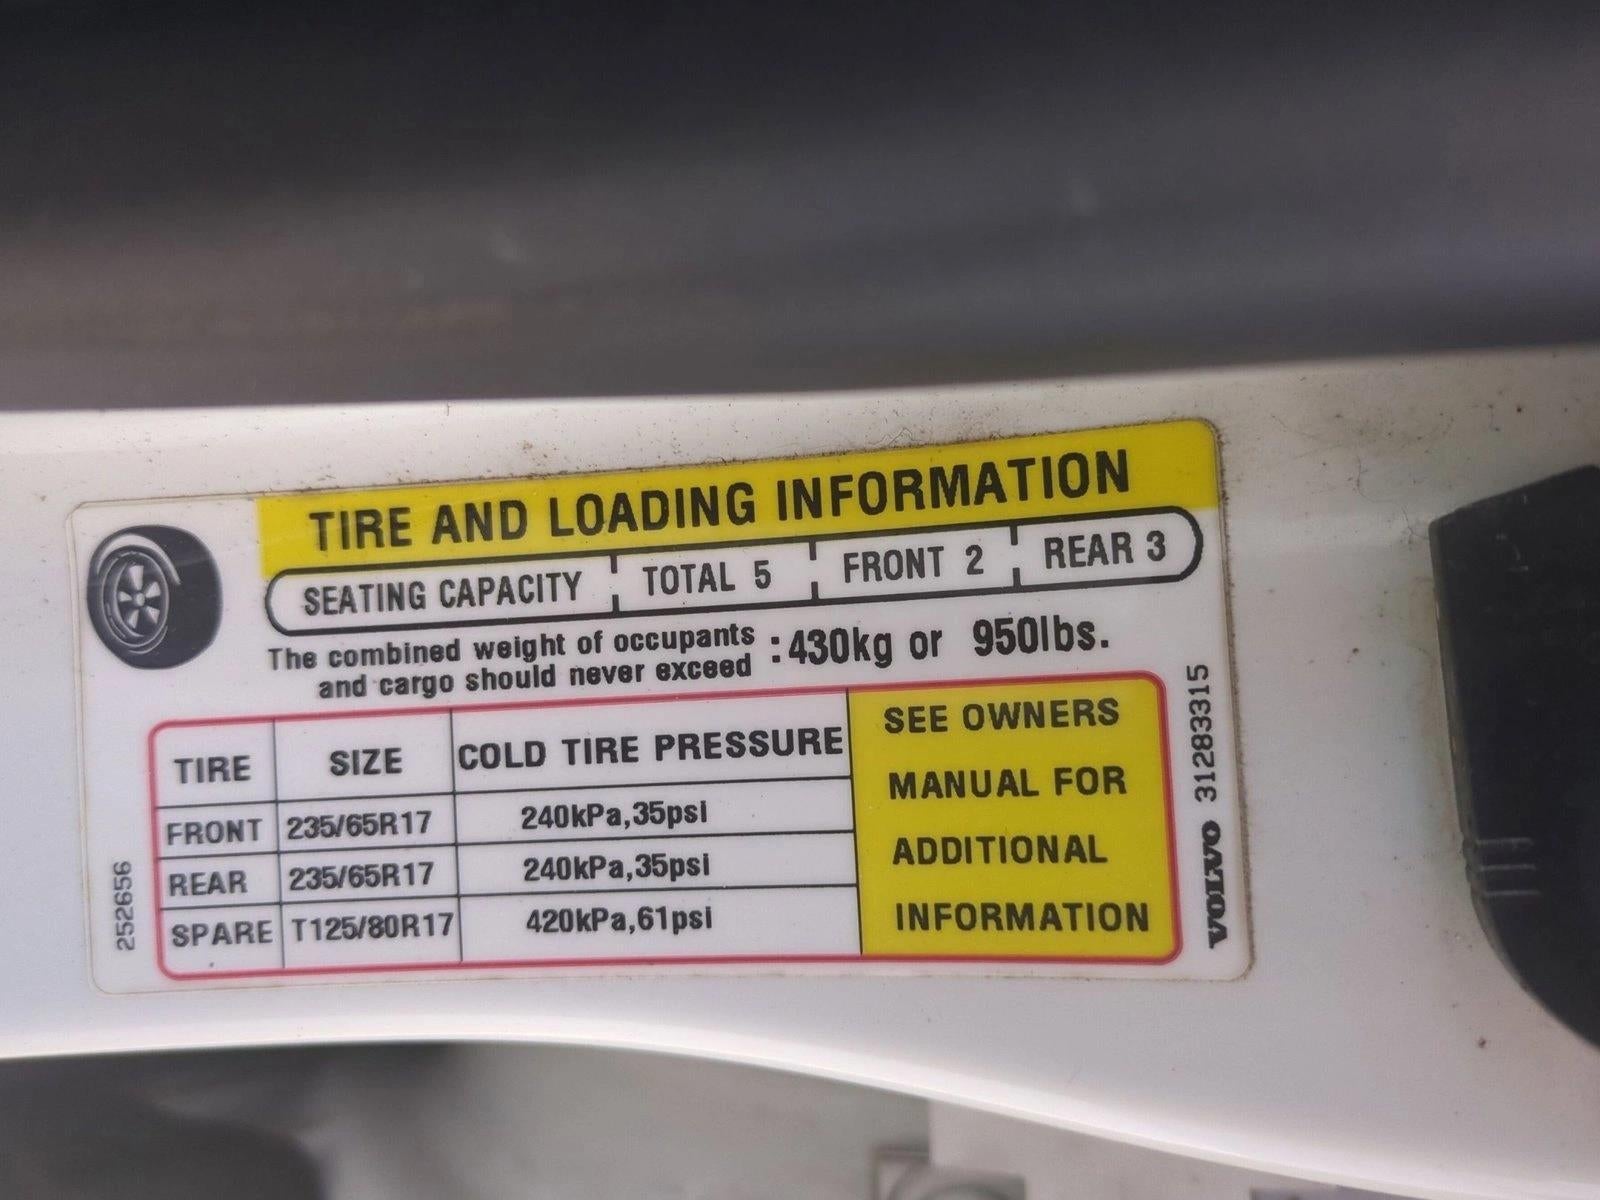 TIRE AND LOADING INFORMATION
SEATING CAPACITY TOTAL 5 FRONT 2 REAR 3
The combined weight of occupants
and cargo should never exceed
:430kg or 950lbs.
TIRE SIZE COLD TIRE PRESSURE
FRONT 235/65R17 240kPa,35psi
REAR 235/65R17 240kPa,35psi
SPARE T125/80R17 420kPa,61psi
SEE OWNERS
MANUAL FOR
ADDITIONAL
INFORMATION
252656
VOLVO 31283315